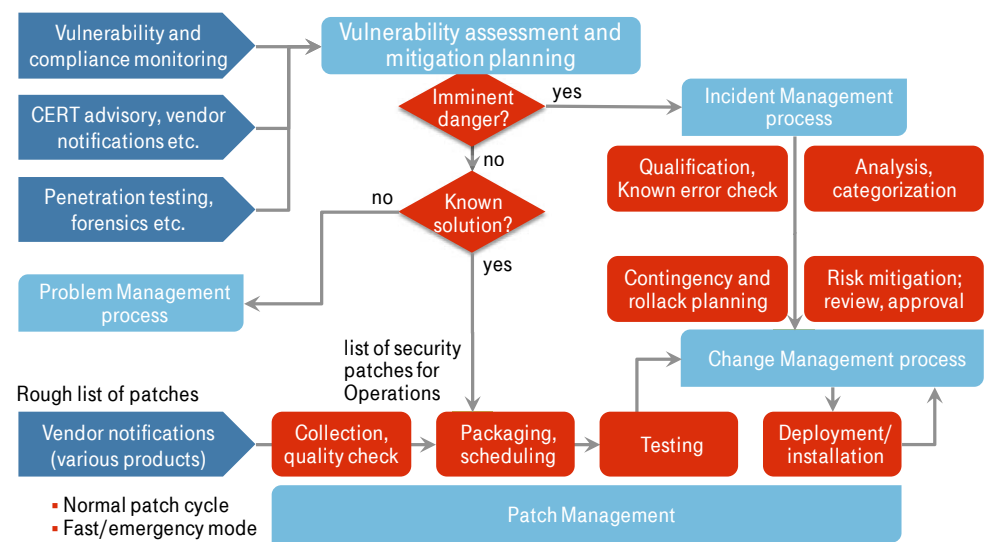 Vulnerability and
compliance monitoring
Vulnerability assessment and
mitigation planning
CERT advisory, vendor
notifications etc.
Imminent
danger?
yes
Incident Management
process
no
Qualification,
Known error check
Analysis,
categorization
Penetration testing,
forensics etc.
no
Known
solution?
yes
Problem Management
process
Contingency and
rollack planning
Risk mitigation;
review, approval
list of security
patches for
Operations
Change Management process
Rough list of patches
Vendor notifications
(various products)
Collection,
quality check
Packaging,
scheduling
Testing
Deployment/
installation
▪ Normal patch cycle
▪ Fast/emergency mode
Patch Management